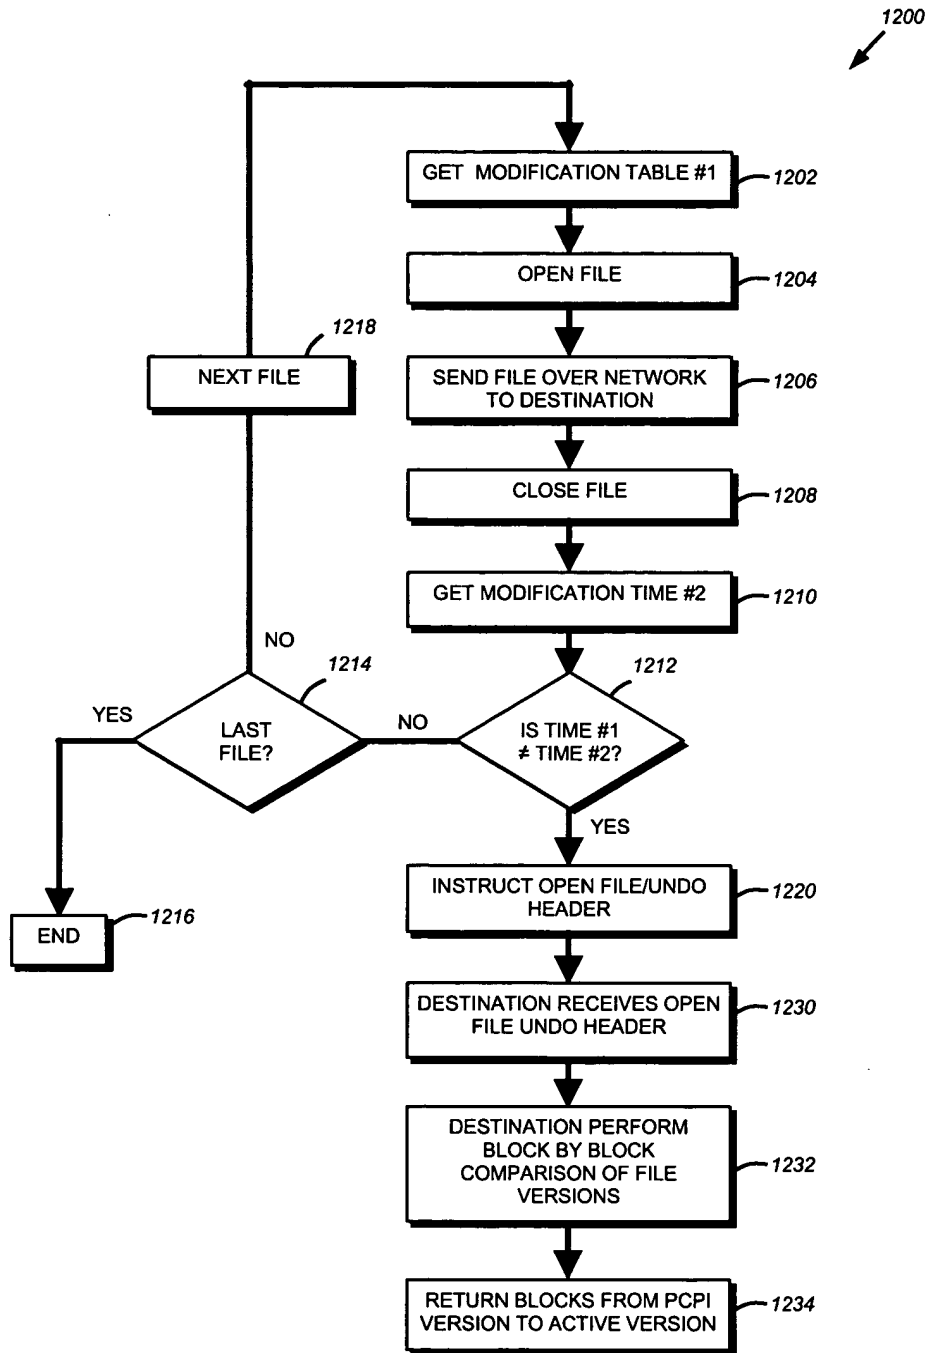 1200
GET MODIFICATION TABLE #1
1202
OPEN FILE
1204
1218
NEXT FILE
SEND FILE OVER NETWORK
TO DESTINATION
1206
CLOSE FILE
1208
GET MODIFICATION TIME #2
1210
NO
1214
1212
YES
LAST
FILE?
NO
IS TIME #1
≠ TIME #2?
YES
INSTRUCT OPEN FILE/UNDO
HEADER
1220
END
1216
DESTINATION RECEIVES OPEN
FILE UNDO HEADER
1230
DESTINATION PERFORM
BLOCK BY BLOCK
COMPARISON OF FILE
VERSIONS
1232
RETURN BLOCKS FROM PCPI
VERSION TO ACTIVE VERSION
1234